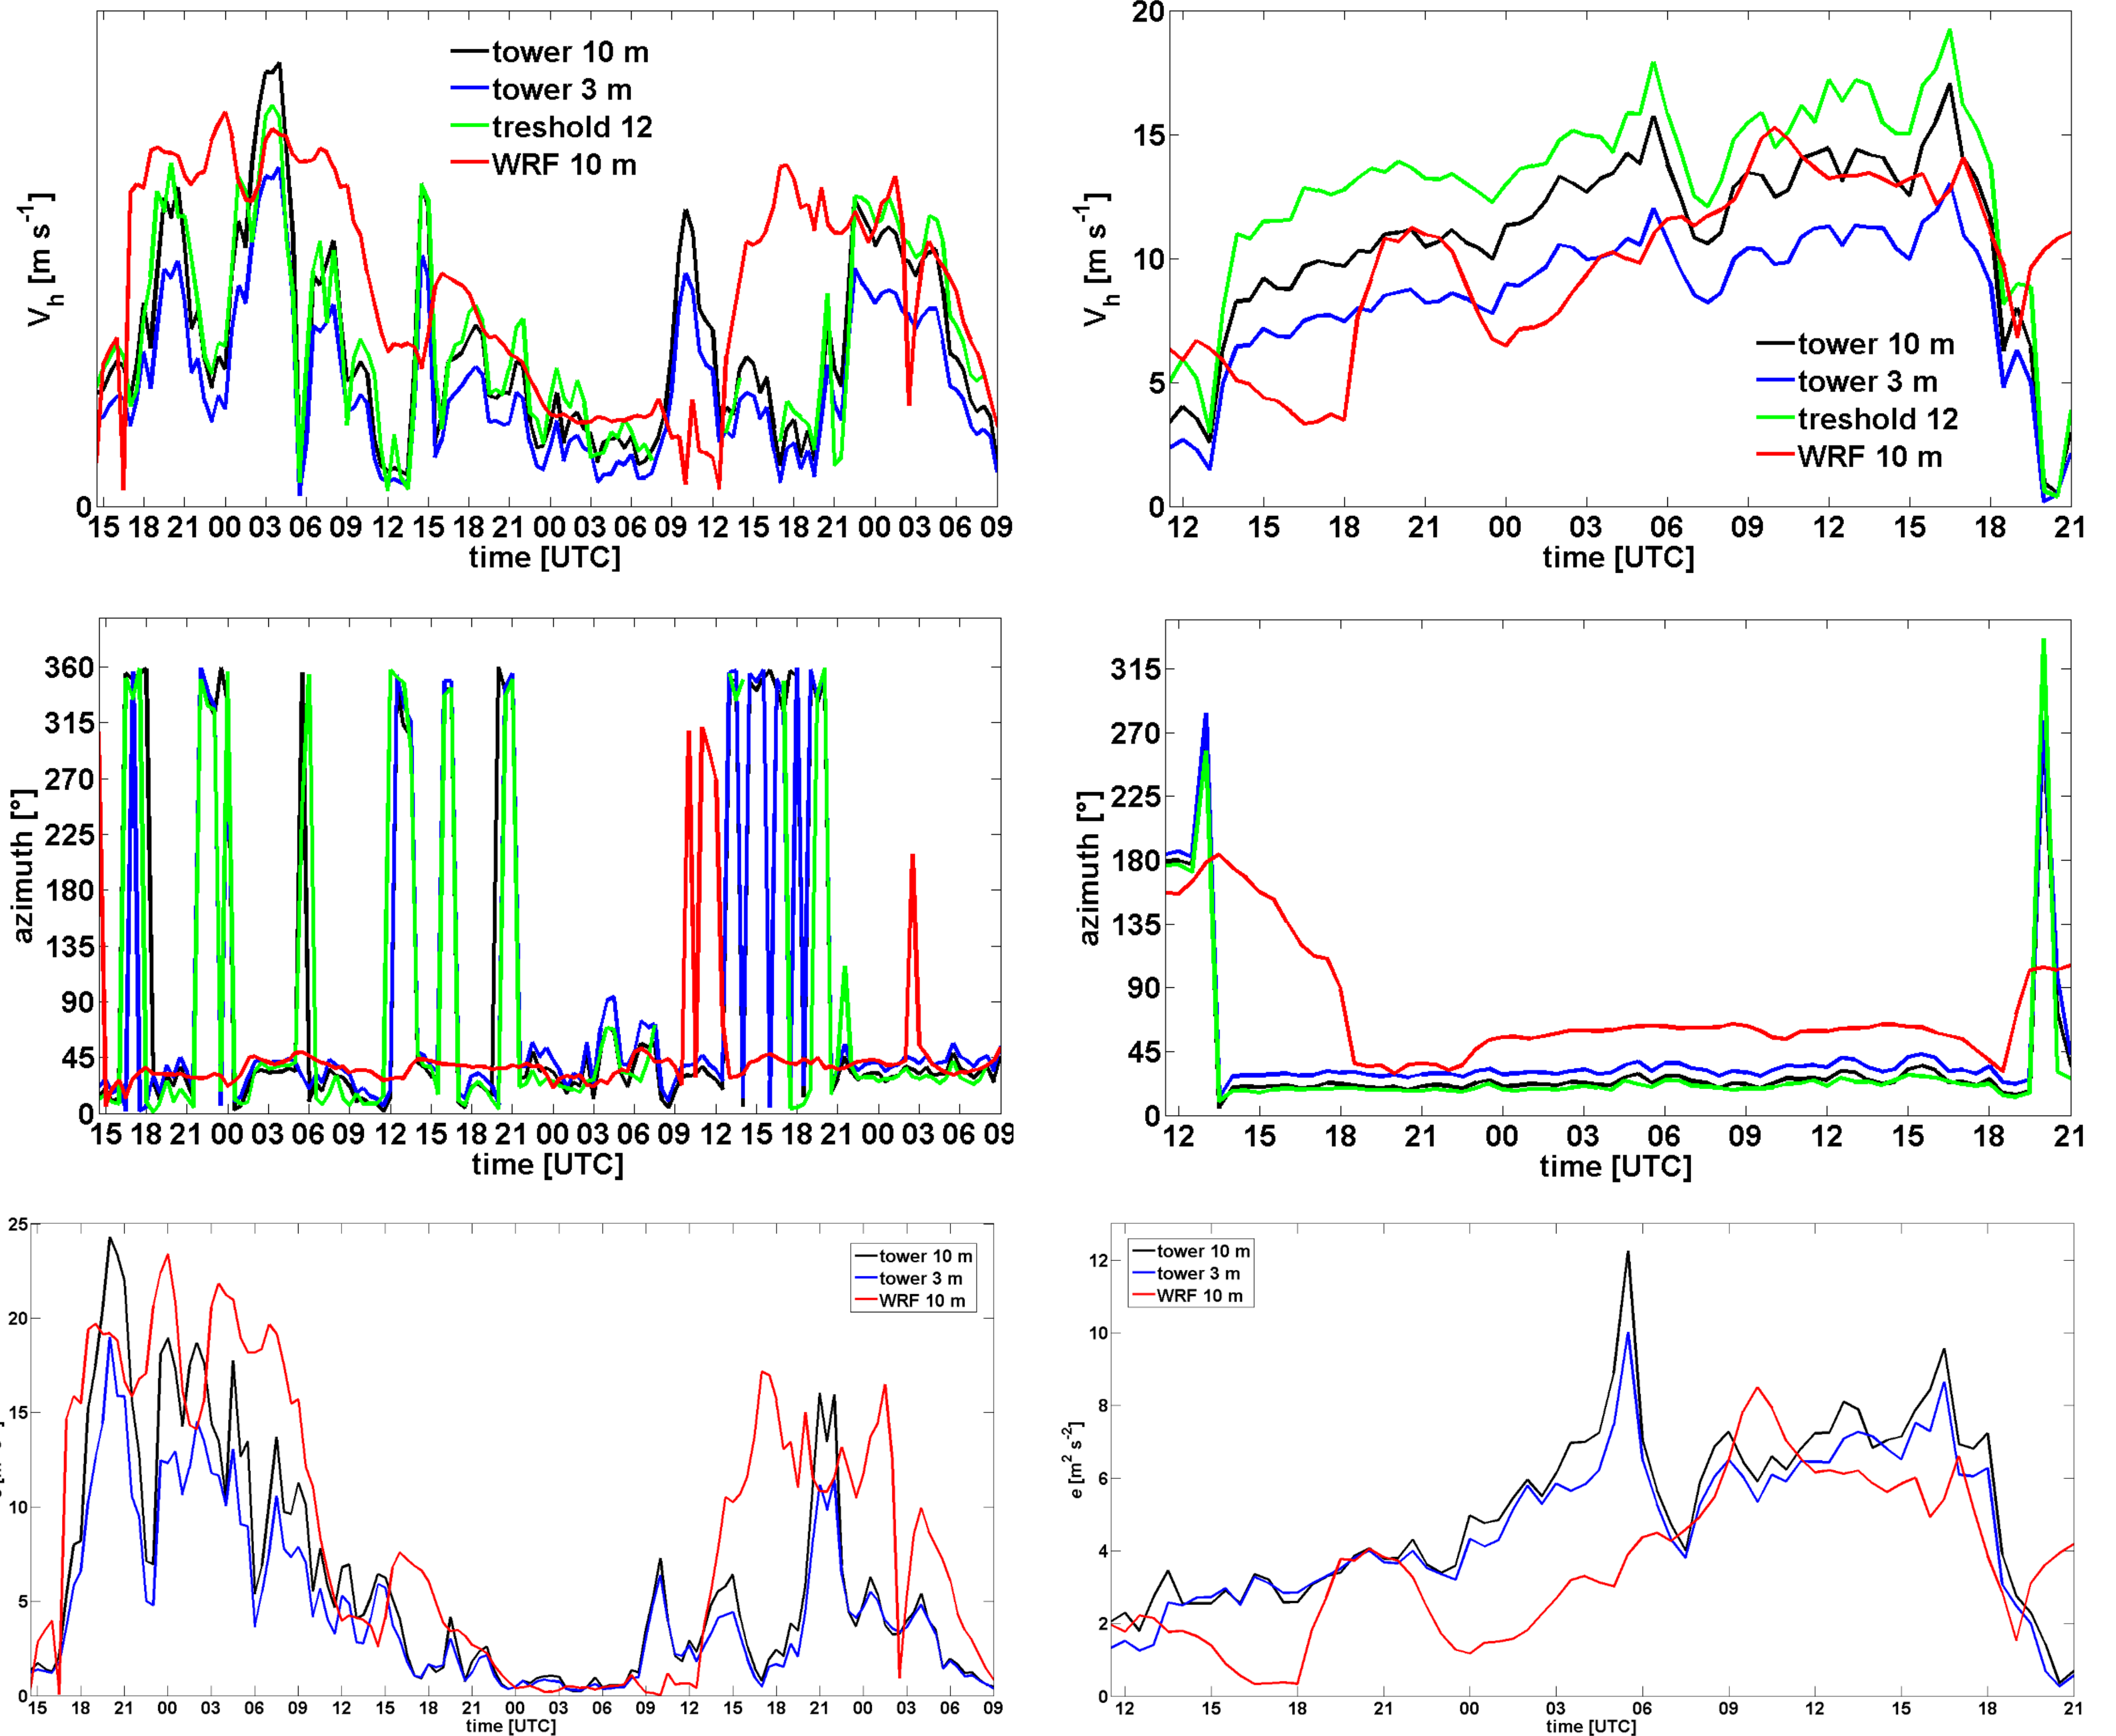 tower 10 m
tower 3 m
treshold 12
WRF 10 m
V_h [m s^-1]
0
15 18 21 00 03 06 09 12 15 18 21 00 03 06 09 12 15 18 21 00 03 06 09
time [UTC]
20
15
10
5
0
V_h [m s^-1]
tower 10 m
tower 3 m
treshold 12
WRF 10 m
12 15 18 21 00 03 06 09 12 15 18 21
time [UTC]
360
315
270
225
180
135
90
45
0
azimuth [°]
15 18 21 00 03 06 09 12 15 18 21 00 03 06 09 12 15 18 21 00 03 06 09
time [UTC]
315
270
225
180
135
90
45
0
azimuth [°]
12 15 18 21 00 03 06 09 12 15 18 21
time [UTC]
25
20
15
10
5
0
tower 10 m
tower 3 m
WRF 10 m
15 18 21 00 03 06 09 12 15 18 21 00 03 06 09 12 15 18 21 00 03 06 09
time [UTC]
12
10
8
6
4
2
0
e [m^2 s^-2]
tower 10 m
tower 3 m
WRF 10 m
12 15 18 21 00 03 06 09 12 15 18 21
time [UTC]